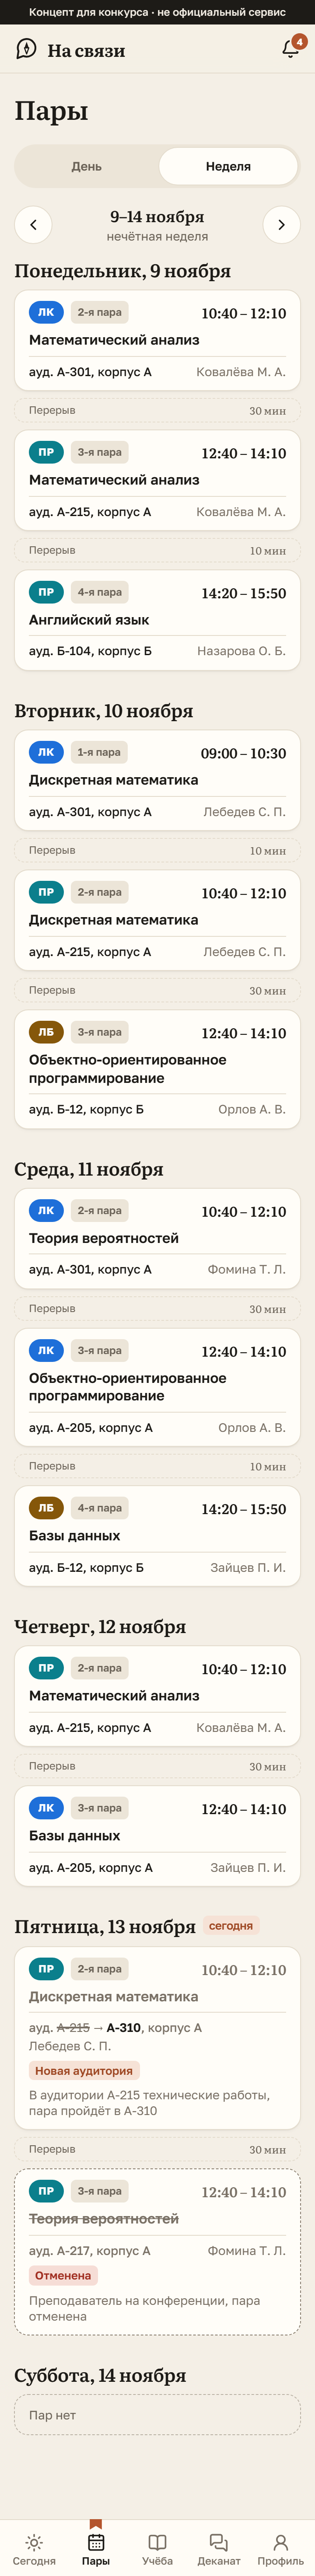 Концепт для конкурса · не официальный сервис
На связи
4
Пары
День
Неделя
9–14 ноября
нечётная неделя
Понедельник, 9 ноября
ЛК 2-я пара 10:40 – 12:10
Математический анализ
ауд. А-301, корпус А Ковалёва М. А.
Перерыв 30 мин
ПР 3-я пара 12:40 – 14:10
Математический анализ
ауд. А-215, корпус А Ковалёва М. А.
Перерыв 10 мин
ПР 4-я пара 14:20 – 15:50
Английский язык
ауд. Б-104, корпус Б Назарова О. Б.
Вторник, 10 ноября
ЛК 1-я пара 09:00 – 10:30
Дискретная математика
ауд. А-301, корпус А Лебедев С. П.
Перерыв 10 мин
ПР 2-я пара 10:40 – 12:10
Дискретная математика
ауд. А-215, корпус А Лебедев С. П.
Перерыв 30 мин
ЛБ 3-я пара 12:40 – 14:10
Объектно-ориентированное
программирование
ауд. Б-12, корпус Б Орлов А. В.
Среда, 11 ноября
ЛК 2-я пара 10:40 – 12:10
Теория вероятностей
ауд. А-301, корпус А Фомина Т. Л.
Перерыв 30 мин
ЛК 3-я пара 12:40 – 14:10
Объектно-ориентированное
программирование
ауд. А-205, корпус А Орлов А. В.
Перерыв 10 мин
ЛБ 4-я пара 14:20 – 15:50
Базы данных
ауд. Б-12, корпус Б Зайцев П. И.
Четверг, 12 ноября
ПР 2-я пара 10:40 – 12:10
Математический анализ
ауд. А-215, корпус А Ковалёва М. А.
Перерыв 30 мин
ЛК 3-я пара 12:40 – 14:10
Базы данных
ауд. А-205, корпус А Зайцев П. И.
Пятница, 13 ноября сегодня
ПР 2-я пара 10:40 – 12:10
Дискретная математика
ауд. А-215 → А-310, корпус А
Лебедев С. П.
Новая аудитория
В аудитории А-215 технические работы,
пара пройдёт в А-310
Перерыв 30 мин
ПР 3-я пара 12:40 – 14:10
Теория вероятностей
ауд. А-217, корпус А Фомина Т. Л.
Отменена
Преподаватель на конференции, пара
отменена
Суббота, 14 ноября
Пар нет
Сегодня Пары Учёба Деканат Профиль